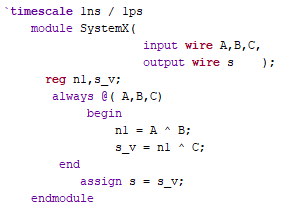 `timescale 1ns / 1ps
module SystemX(
input wire A,B,C,
output wire s );
reg n1,s_v;
always @( A,B,C)
begin
n1 = A ^ B;
s_v = n1 ^ C;
end
assign s = s_v;
endmodule